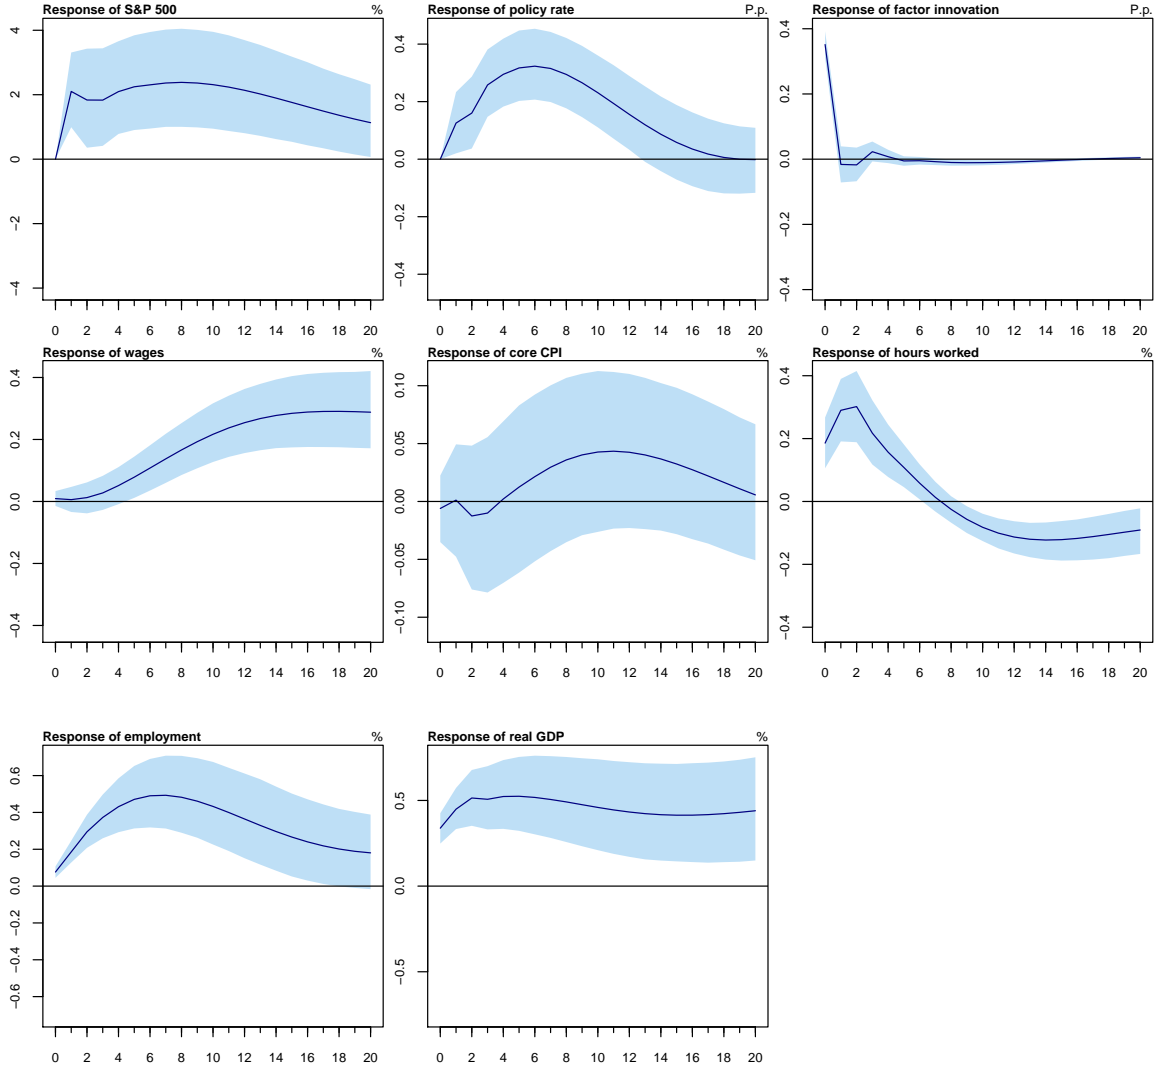 Response of S&P 500 %
4
2
0
−2
−4
0 2 4 6 8 10 12 14 16 18 20
Response of policy rate P.p.
0.4
0.2
0.0
−0.2
−0.4
0 2 4 6 8 10 12 14 16 18 20
Response of factor innovation P.p.
0.4
0.2
0.0
−0.2
−0.4
0 2 4 6 8 10 12 14 16 18 20
Response of wages %
0.4
0.2
0.0
−0.2
−0.4
0 2 4 6 8 10 12 14 16 18 20
Response of core CPI %
0.10
0.05
0.00
−0.05
−0.10
0 2 4 6 8 10 12 14 16 18 20
Response of hours worked %
0.4
0.2
0.0
−0.2
−0.4
0 2 4 6 8 10 12 14 16 18 20
Response of employment %
0.6
0.4
0.2
0.0
−0.2
−0.4
−0.6
0 2 4 6 8 10 12 14 16 18 20
Response of real GDP %
0.5
0.0
−0.5
0 2 4 6 8 10 12 14 16 18 20